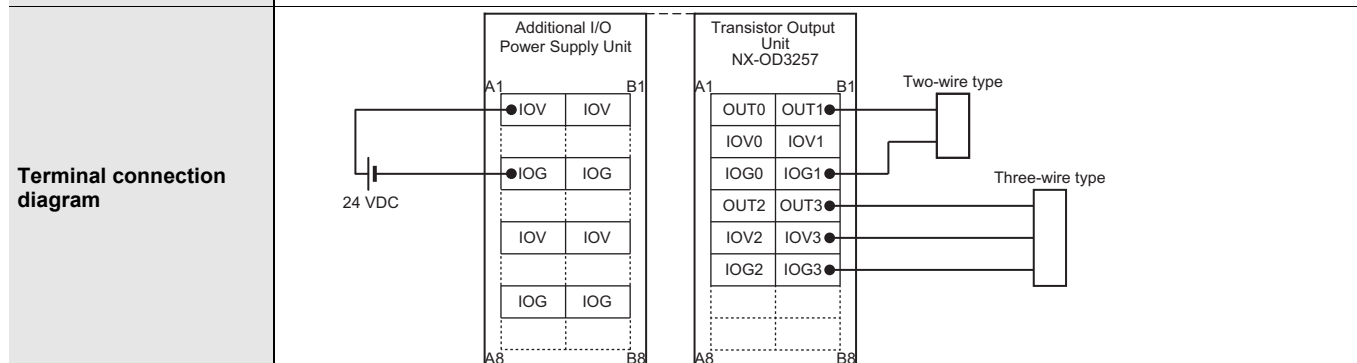 Terminal connection
diagram
Additional I/O
Power Supply Unit
A1
B1
IOV
IOV
IOG
IOG
IOV
IOV
IOG
IOG
A8
B8
24 VDC
Transistor Output
Unit
NX-OD3257
A1
B1
OUT0
OUT1
IOV0
IOV1
IOG0
IOG1
OUT2
OUT3
IOV2
IOV3
IOG2
IOG3
A8
B8
Two-wire type
Three-wire type